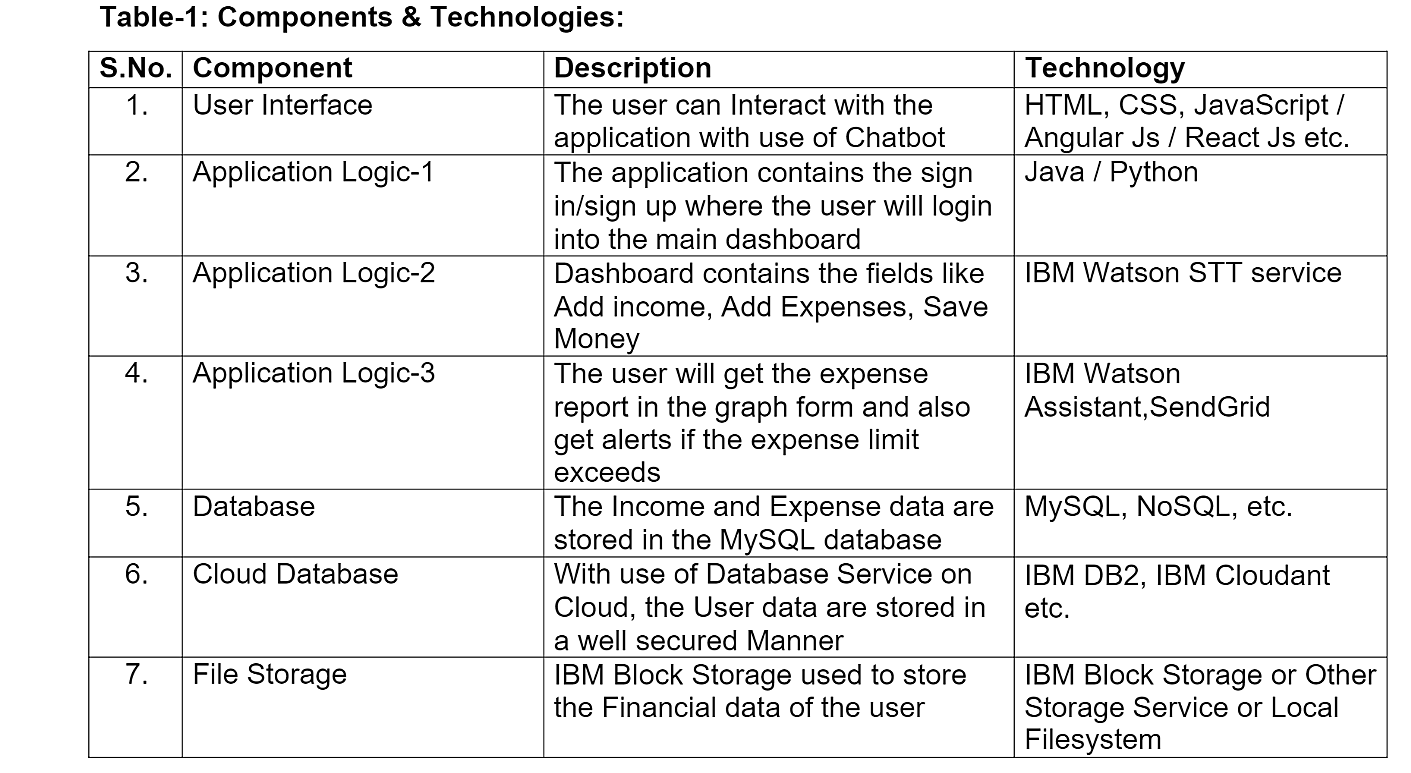 Table-1: Components & Technologies:
S.No. Component Description Technology
1. User Interface The user can Interact with the HTML, CSS, JavaScript /
application with use of Chatbot Angular Js / React Js etc.
2. Application Logic-1 The application contains the sign Java / Python
in/sign up where the user will login
into the main dashboard
3. Application Logic-2 Dashboard contains the fields like IBM Watson STT service
Add income, Add Expenses, Save
Money
4. Application Logic-3 The user will get the expense IBM Watson
report in the graph form and also Assistant,SendGrid
get alerts if the expense limit
exceeds
5. Database The Income and Expense data are MySQL, NoSQL, etc.
stored in the MySQL database
6. Cloud Database With use of Database Service on IBM DB2, IBM Cloudant
Cloud, the User data are stored in etc.
a well secured Manner
7. File Storage IBM Block Storage used to store IBM Block Storage or Other
the Financial data of the user Storage Service or Local
Filesystem